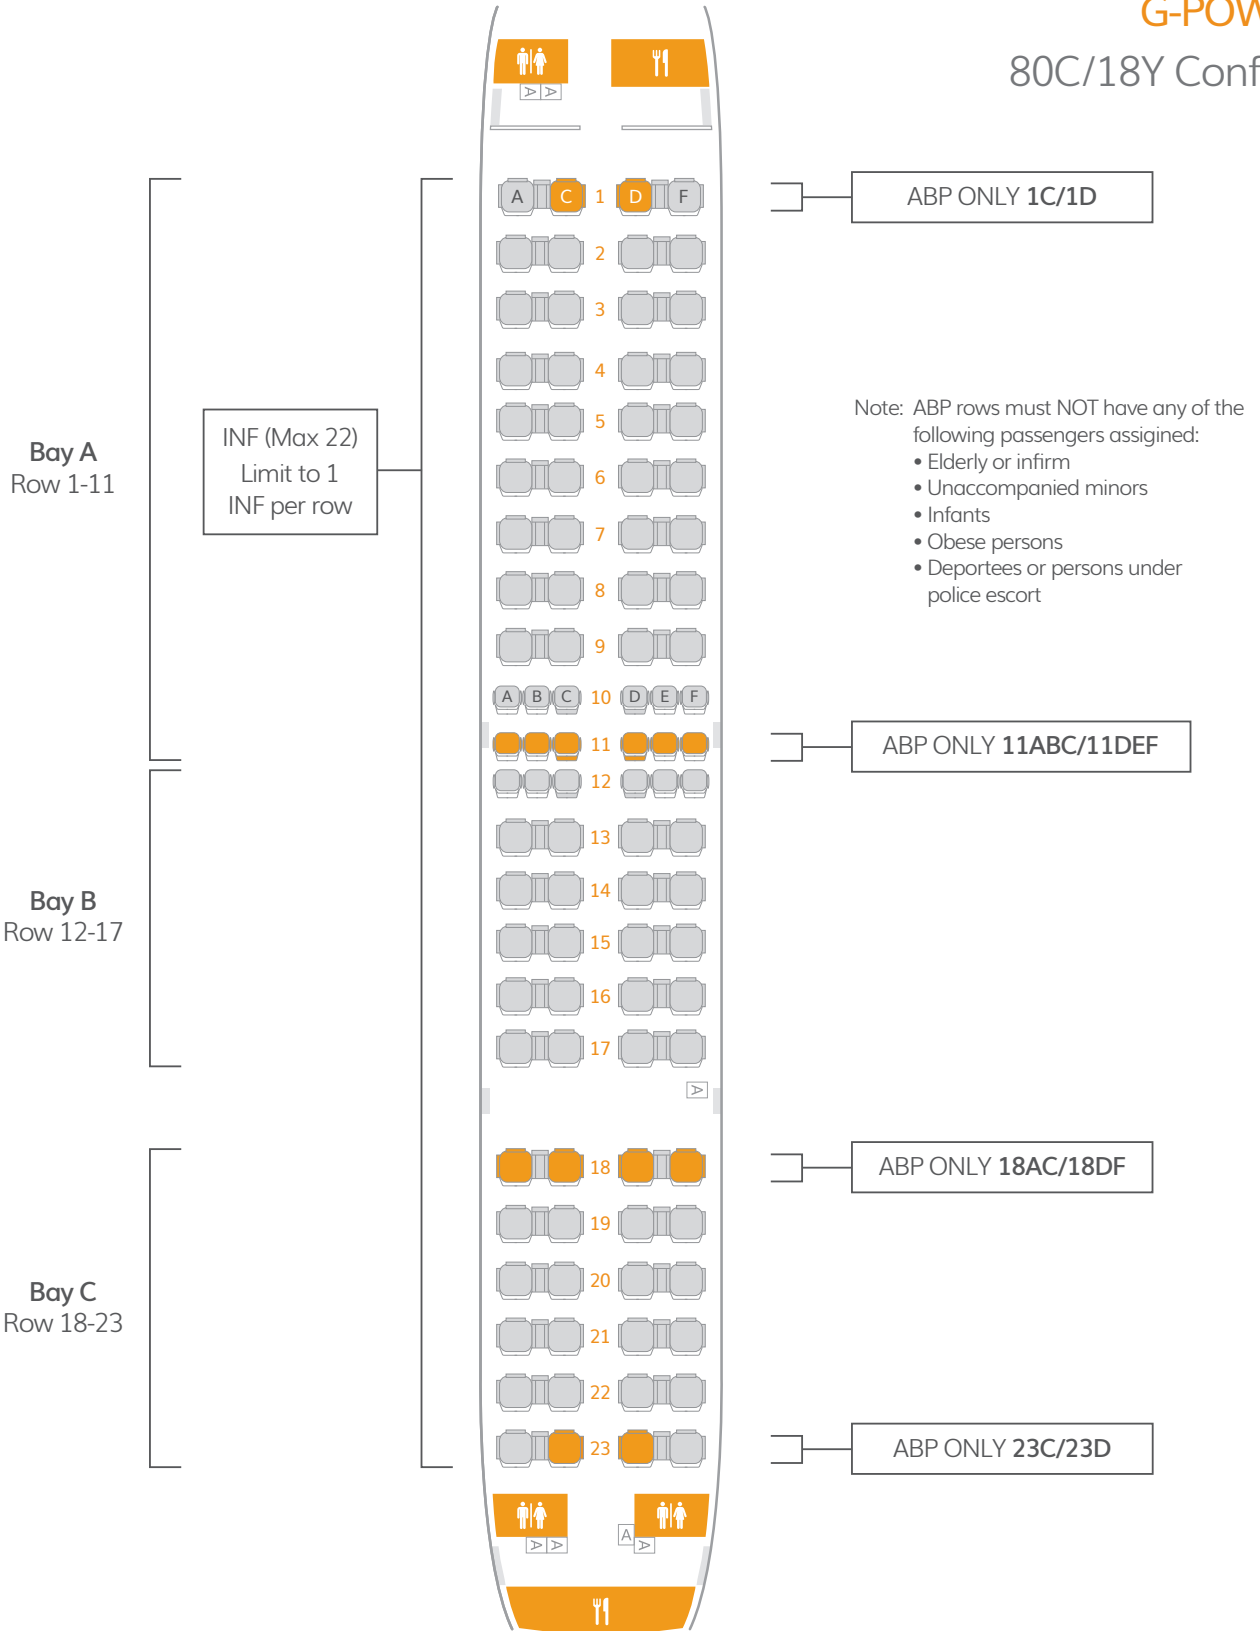 G-POW
80C/18Y Conf
A A
A C 1 D F
ABP ONLY 1C/1D
2
3
4
5
6
7
8
9
A B C 10 D E F
11
12
13
14
15
16
17
A
18
19
20
21
22
23
A A
A
A
Bay A
Row 1-11
INF (Max 22)
Limit to 1
INF per row
Note: ABP rows must NOT have any of the
following passengers assigined:
• Elderly or infirm
• Unaccompanied minors
• Infants
• Obese persons
• Deportees or persons under
police escort
ABP ONLY 11ABC/11DEF
Bay B
Row 12-17
ABP ONLY 18AC/18DF
Bay C
Row 18-23
ABP ONLY 23C/23D